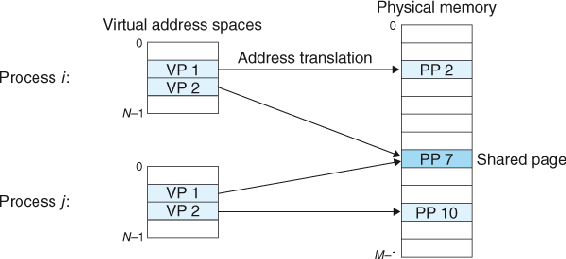 Physical memory
Virtual address spaces
0
0
Process i:
VP 1
Address translation
PP 2
VP 2
N–1
0
PP 7
Shared page
Process j:
VP 1
VP 2
PP 10
N–1